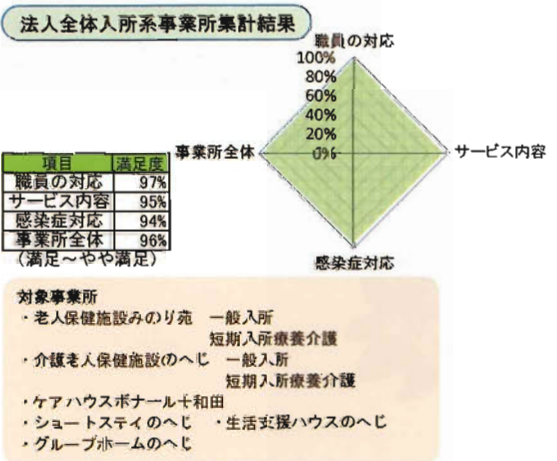 法人全体入所系事業所集計結果
職員の対応
100%
80%
60%
40%
20%
0%
事業所全体
サービス内容
感染症対応
項目 満足度
職員の対応 97%
サービス内容 95%
感染症対応 94%
事業所全体 96%
(満足～やや満足)
対象事業所
・老人保健施設みのり苑 一般入所
短期入所療養介護
・介護老人保健施設のへじ 一般入所
短期入所療養介護
・ケアハウスボナール十和田
・ショートステイのへじ ・生活支援ハウスのへじ
・グループホームのへじ